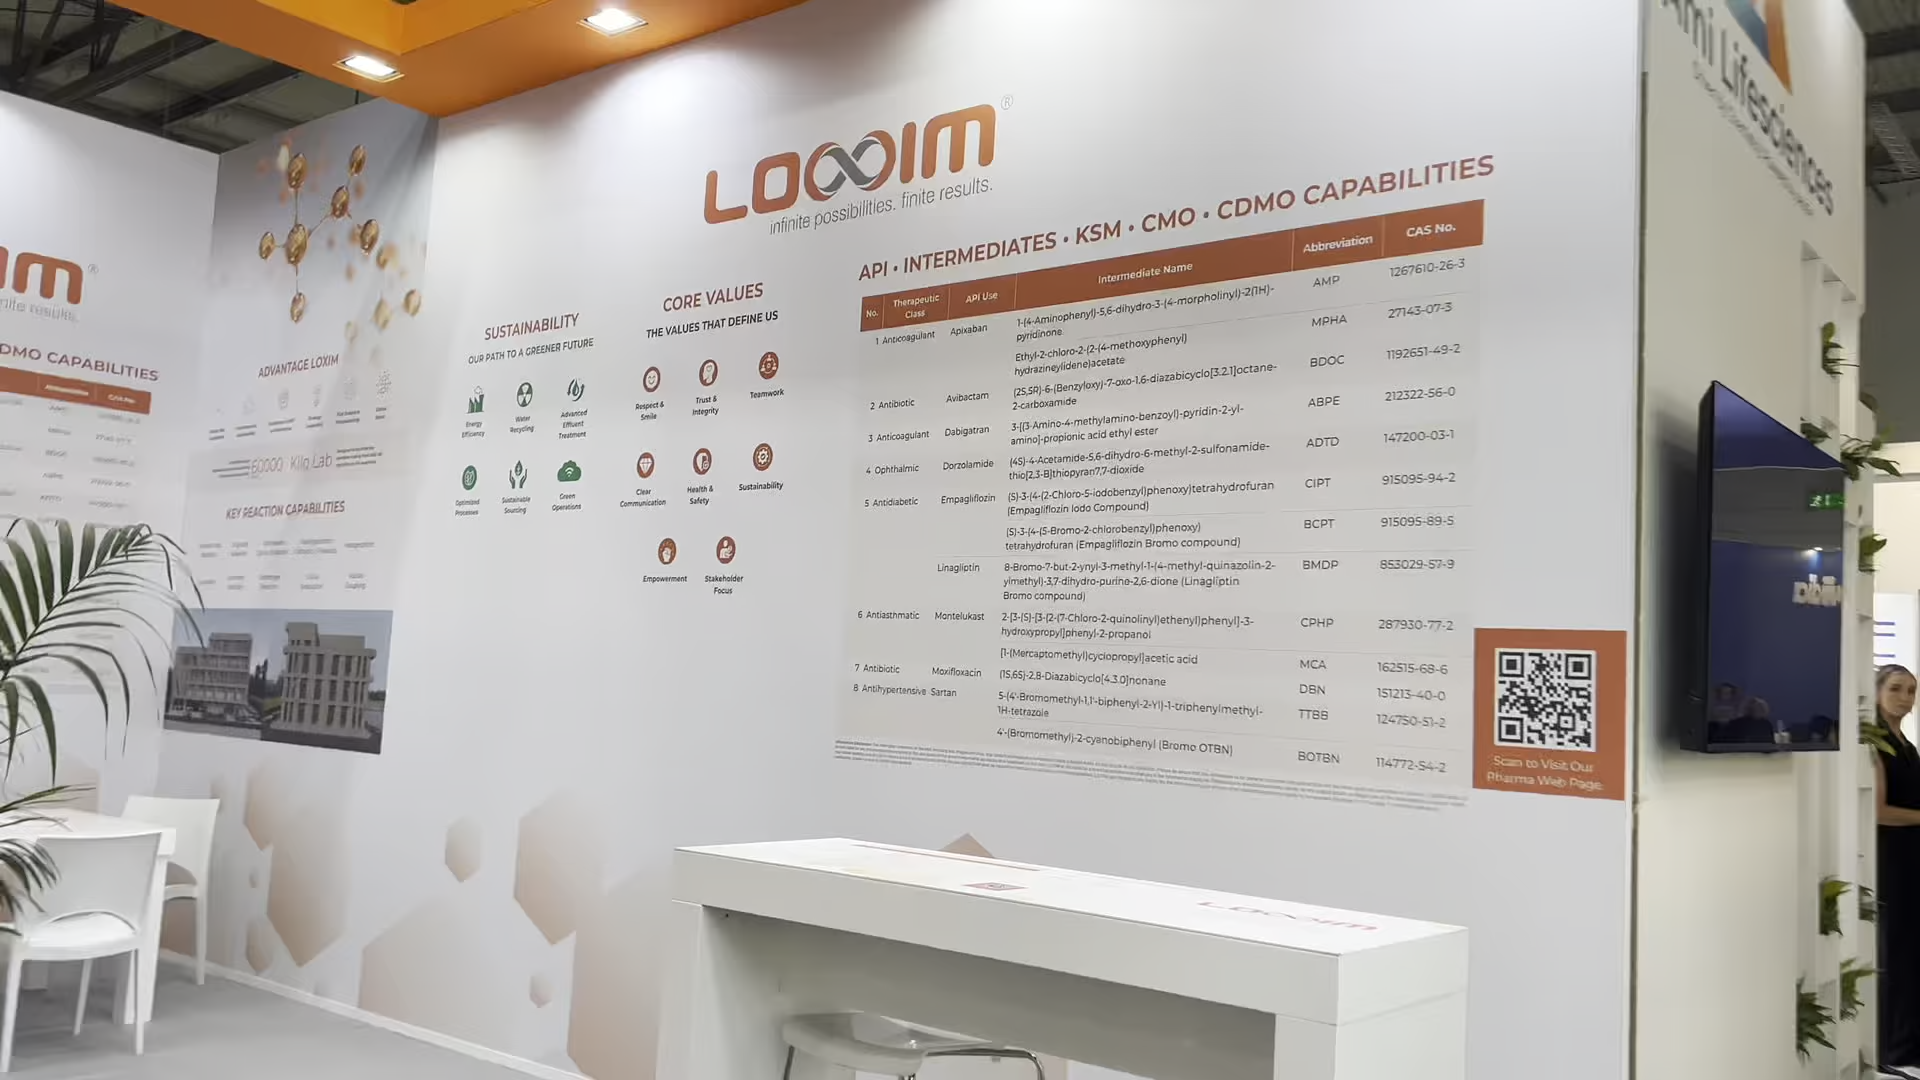 LOXIM®
infinite possibilities. finite results.
API • INTERMEDIATES • KSM • CMO • CDMO CAPABILITIES
No. Therapeutic Class API Use Intermediate Name Abbreviation CAS No.
1 Anticoagulant Apixaban 1-(4-Aminophenyl)-5,6-dihydro-3-(4-morpholinyl)-2(1H)-
pyridinone AMP 1267610-26-3
Ethyl-2-chloro-2-(2-(4-methoxyphenyl)
hydrazineylidene)acetate MPHA 27143-07-3
2 Antibiotic Avibactam (2S,5R)-6-(Benzyloxy)-7-oxo-1,6-diazabicyclo[3.2.1]octane-
2-carboxamide BDOC 1192651-49-2
3 Anticoagulant Dabigatran 3-[(3-Amino-4-methylamino-benzoyl)-pyridin-2-yl-
amino]-propionic acid ethyl ester ABPE 212322-56-0
4 Ophthalmic Dorzolamide (4S)-4-Acetamide-5,6-dihydro-6-methyl-2-sulfonamide-
thio[2,3-B]thiopyran7,7-dioxide ADTD 147200-03-1
5 Antidiabetic Empagliflozin (S)-3-(4-(2-Chloro-5-iodobenzyl)phenoxy)tetrahydrofuran
(Empagliflozin Iodo Compound) CIPT 915095-94-2
(S)-3-(4-(5-Bromo-2-chlorobenzyl)phenoxy)
tetrahydrofuran (Empagliflozin Bromo compound) BCPT 915095-89-5
Linagliptin 8-Bromo-7-but-2-ynyl-3-methyl-1-(4-methyl-quinazolin-2-
ylmethyl)-3,7-dihydro-purine-2,6-dione (Linagliptin
Bromo compound) BMDP 853029-57-9
6 Antiasthmatic Montelukast 2-[3-(S)-[3-(2-(7-Chloro-2-quinolinyl)ethenyl)phenyl]-3-
hydroxypropyl]phenyl-2-propanol CPHP 287930-77-2
[1-(Mercaptomethyl)cyclopropyl]acetic acid MCA 162515-68-6
7 Antibiotic Moxifloxacin (1S,6S)-2,8-Diazabicyclo[4.3.0]nonane DBN 151213-40-0
8 Antihypertensive Sartan 5-(4'-Bromomethyl-1,1'-biphenyl-2-Yl)-1-triphenylmethyl-
1H-tetrazole TTBB 124750-51-2
4'-(Bromomethyl)-2-cyanobiphenyl (Bromo OTBN) BOTBN 114772-54-2
Scan to Visit Our
Pharma Web Page
CORE VALUES
THE VALUES THAT DEFINE US
Respect &
Smile
Trust &
Integrity
Teamwork
Clear
Communication
Health &
Safety
Sustainability
Empowerment
Stakeholder
Focus
SUSTAINABILITY
OUR PATH TO A GREENER FUTURE
Energy
Efficiency
Water
Recycling
Advanced
Effluent
Treatment
Optimized
Processes
Sustainable
Sourcing
Green
Operations
ADVANTAGE LOXIM
60000 Kilo Lab
KEY REACTION CAPABILITIES
IM®
finite results.
DMO CAPABILITIES
Abbreviation CAS No.
LOXIM
Ami Lifesciences